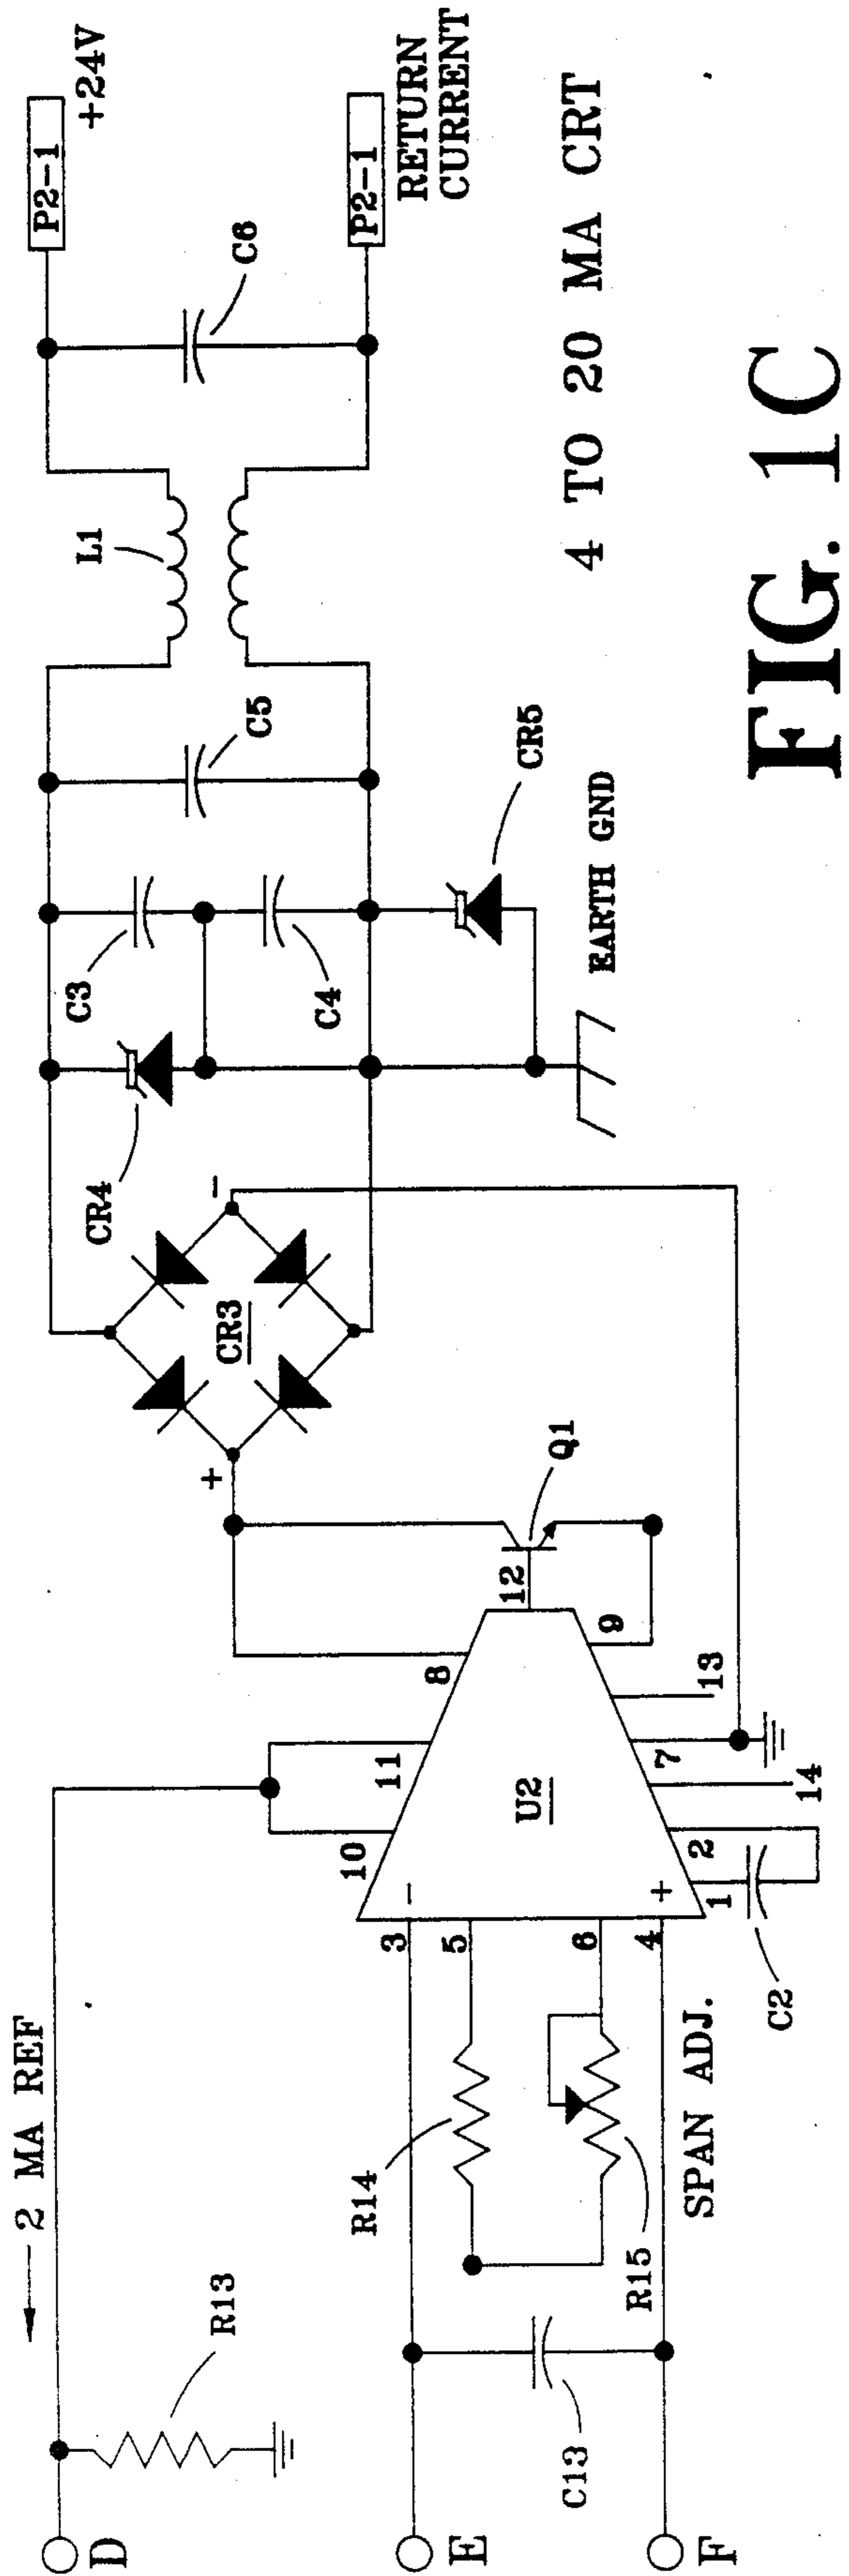 D
2 MA REF
R13
E
F
C13
R14
R15
SPAN ADJ.
3
5
6
4
-
+
10
11
8
12
9
13
7
14
2
1
U2
C2
Q1
+
-
CR3
CR4
C3
C4
C5
CR5
EARTH GND
L1
C6
P2-1
+24V
P2-1
RETURN
CURRENT
4 TO 20 MA CRT
FIG. 1C